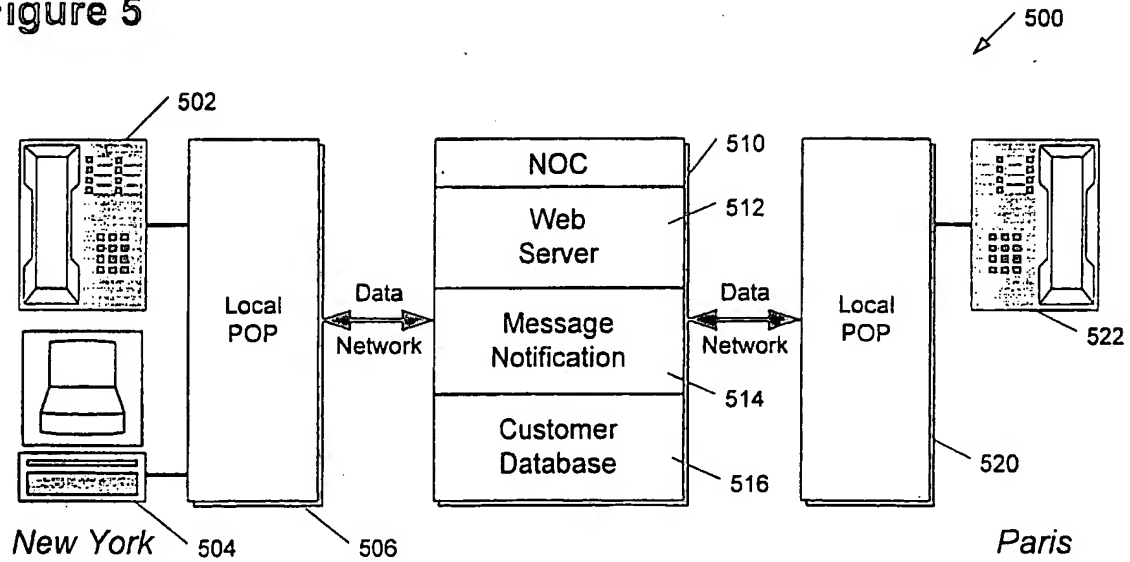 Figure 5
500
502
NOC
510
Web
Server
512
Local
POP
Data
Network
Message
Notification
514
Data
Network
Local
POP
522
Customer
Database
516
520
New York
504
506
Paris